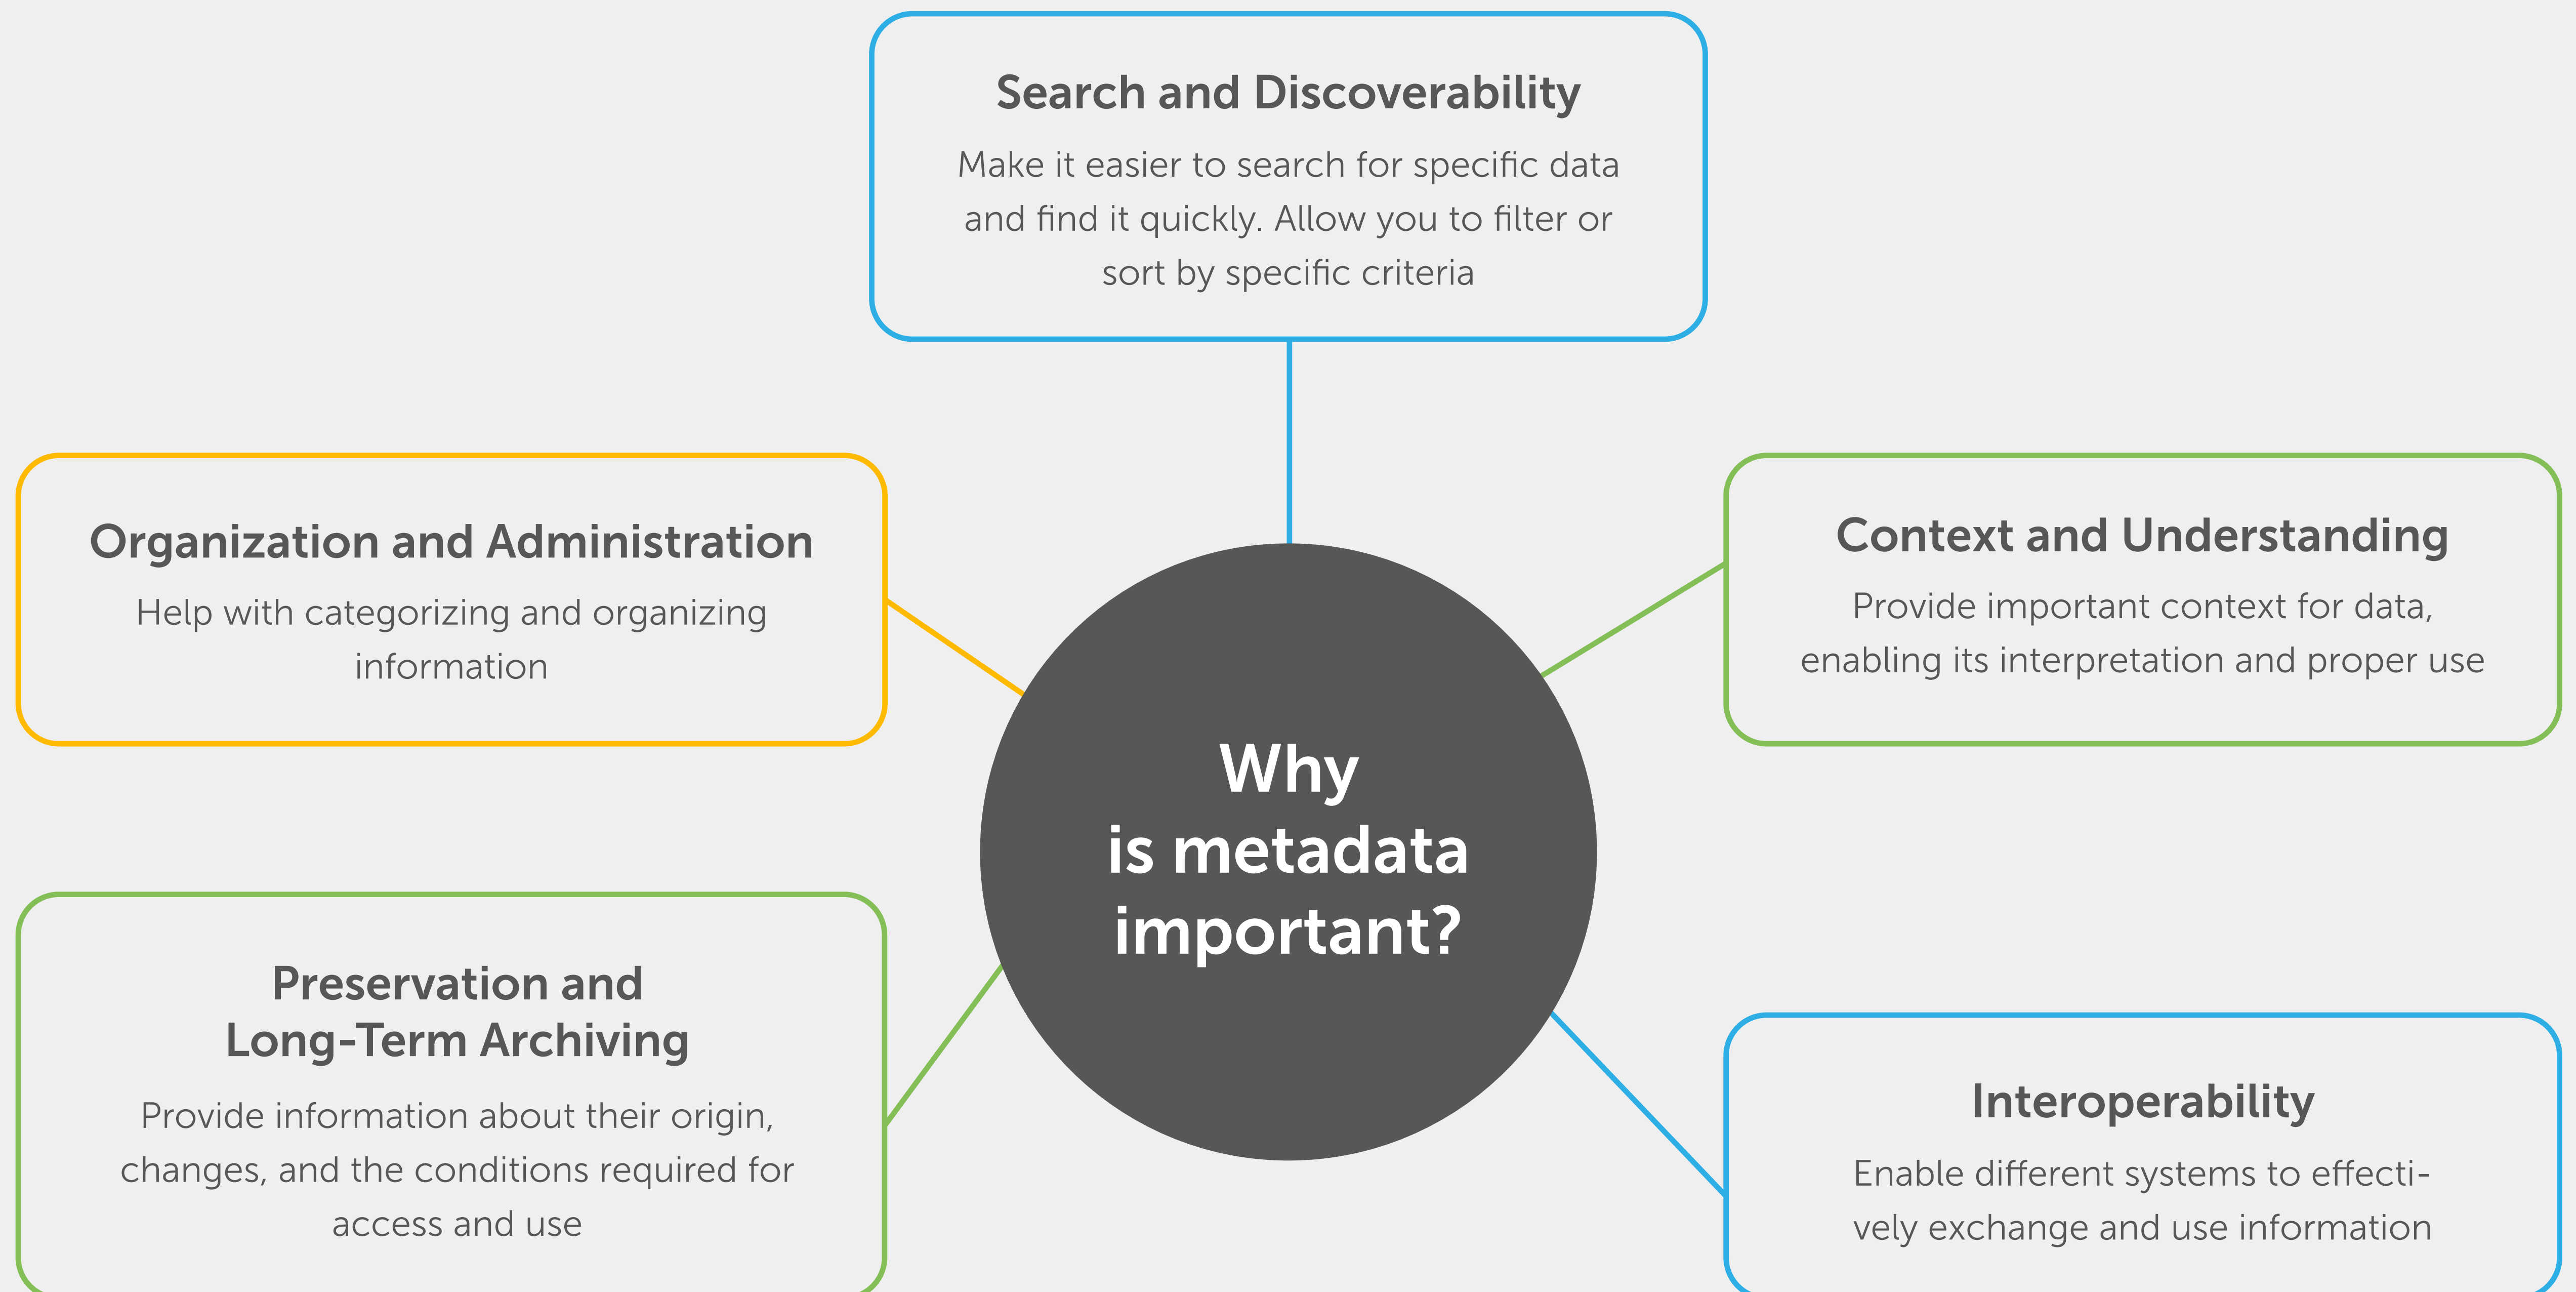 Search and Discoverability
Make it easier to search for specific data
and find it quickly. Allow you to filter or
sort by specific criteria
Organization and Administration
Help with categorizing and organizing
information
Context and Understanding
Provide important context for data,
enabling its interpretation and proper use
Why
is metadata
important?
Preservation and
Long-Term Archiving
Provide information about their origin,
changes, and the conditions required for
access and use
Interoperability
Enable different systems to effecti-
vely exchange and use information